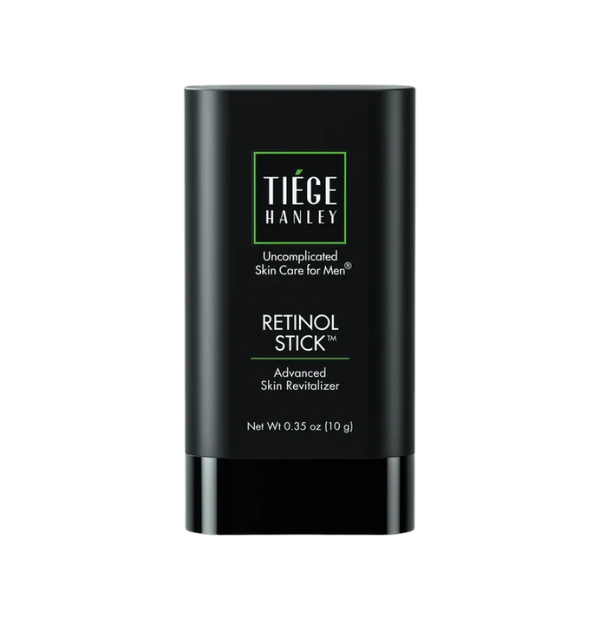 TIÉGE
HANLEY
Uncomplicated
Skin Care for Men®
RETINOL
STICK™
Advanced
Skin Revitalizer
Net Wt 0.35 oz (10 g)